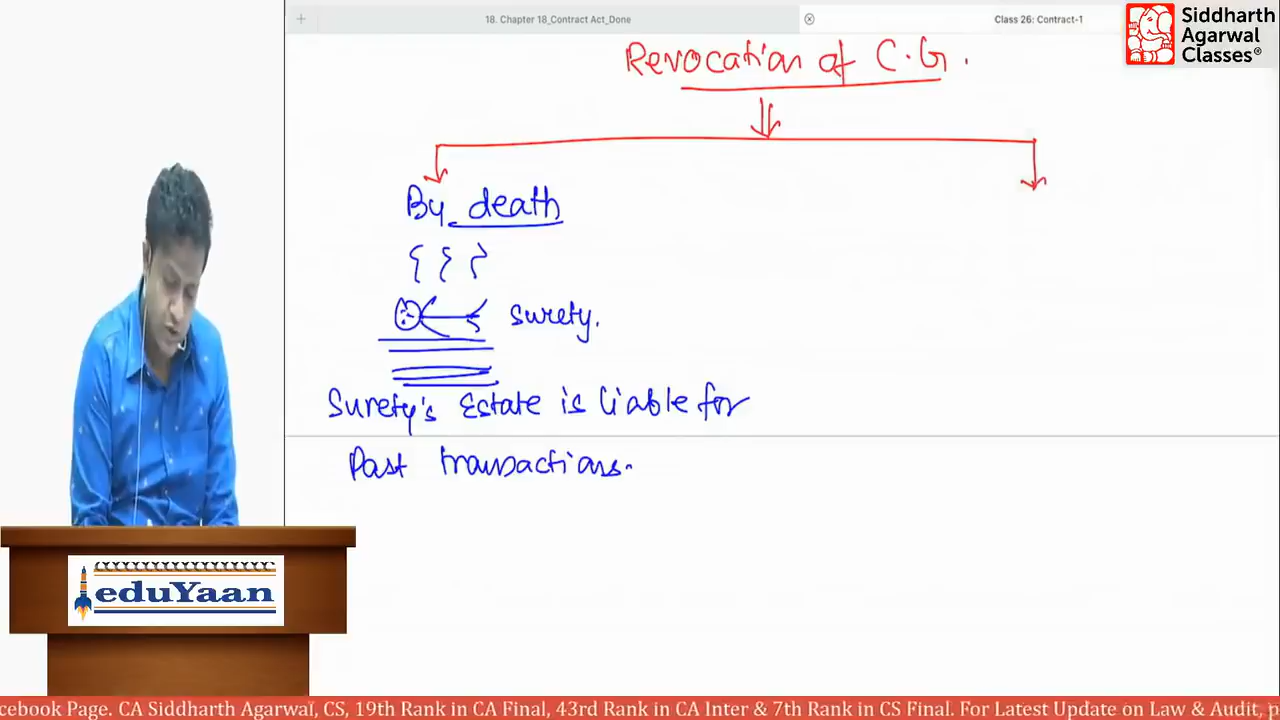 18. Chapter 18_Contract Act_Done
Class 26: Contract-1
Siddharth
Agarwal
Classes®
Revocation of C.G.
By death
surety.
Surety's Estate is liable for
Past transactions.
eduYaan
cebook Page. CA Siddharth Agarwal, CS, 19th Rank in CA Final, 43rd Rank in CA Inter & 7th Rank in CS Final. For Latest Update on Law & Audit, p